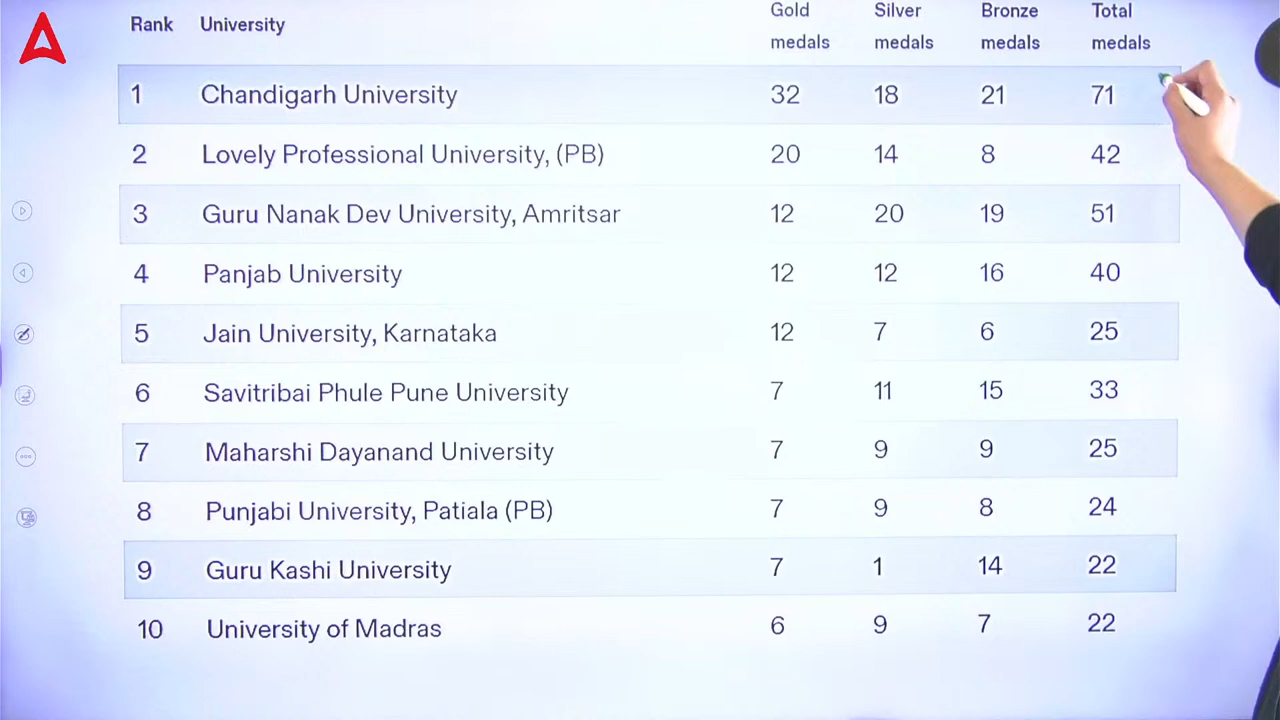 Rank University Gold medals Silver medals Bronze medals Total medals
1 Chandigarh University 32 18 21 71
2 Lovely Professional University, (PB) 20 14 8 42
3 Guru Nanak Dev University, Amritsar 12 20 19 51
4 Panjab University 12 12 16 40
5 Jain University, Karnataka 12 7 6 25
6 Savitribai Phule Pune University 7 11 15 33
7 Maharshi Dayanand University 7 9 9 25
8 Punjabi University, Patiala (PB) 7 9 8 24
9 Guru Kashi University 7 1 14 22
10 University of Madras 6 9 7 22